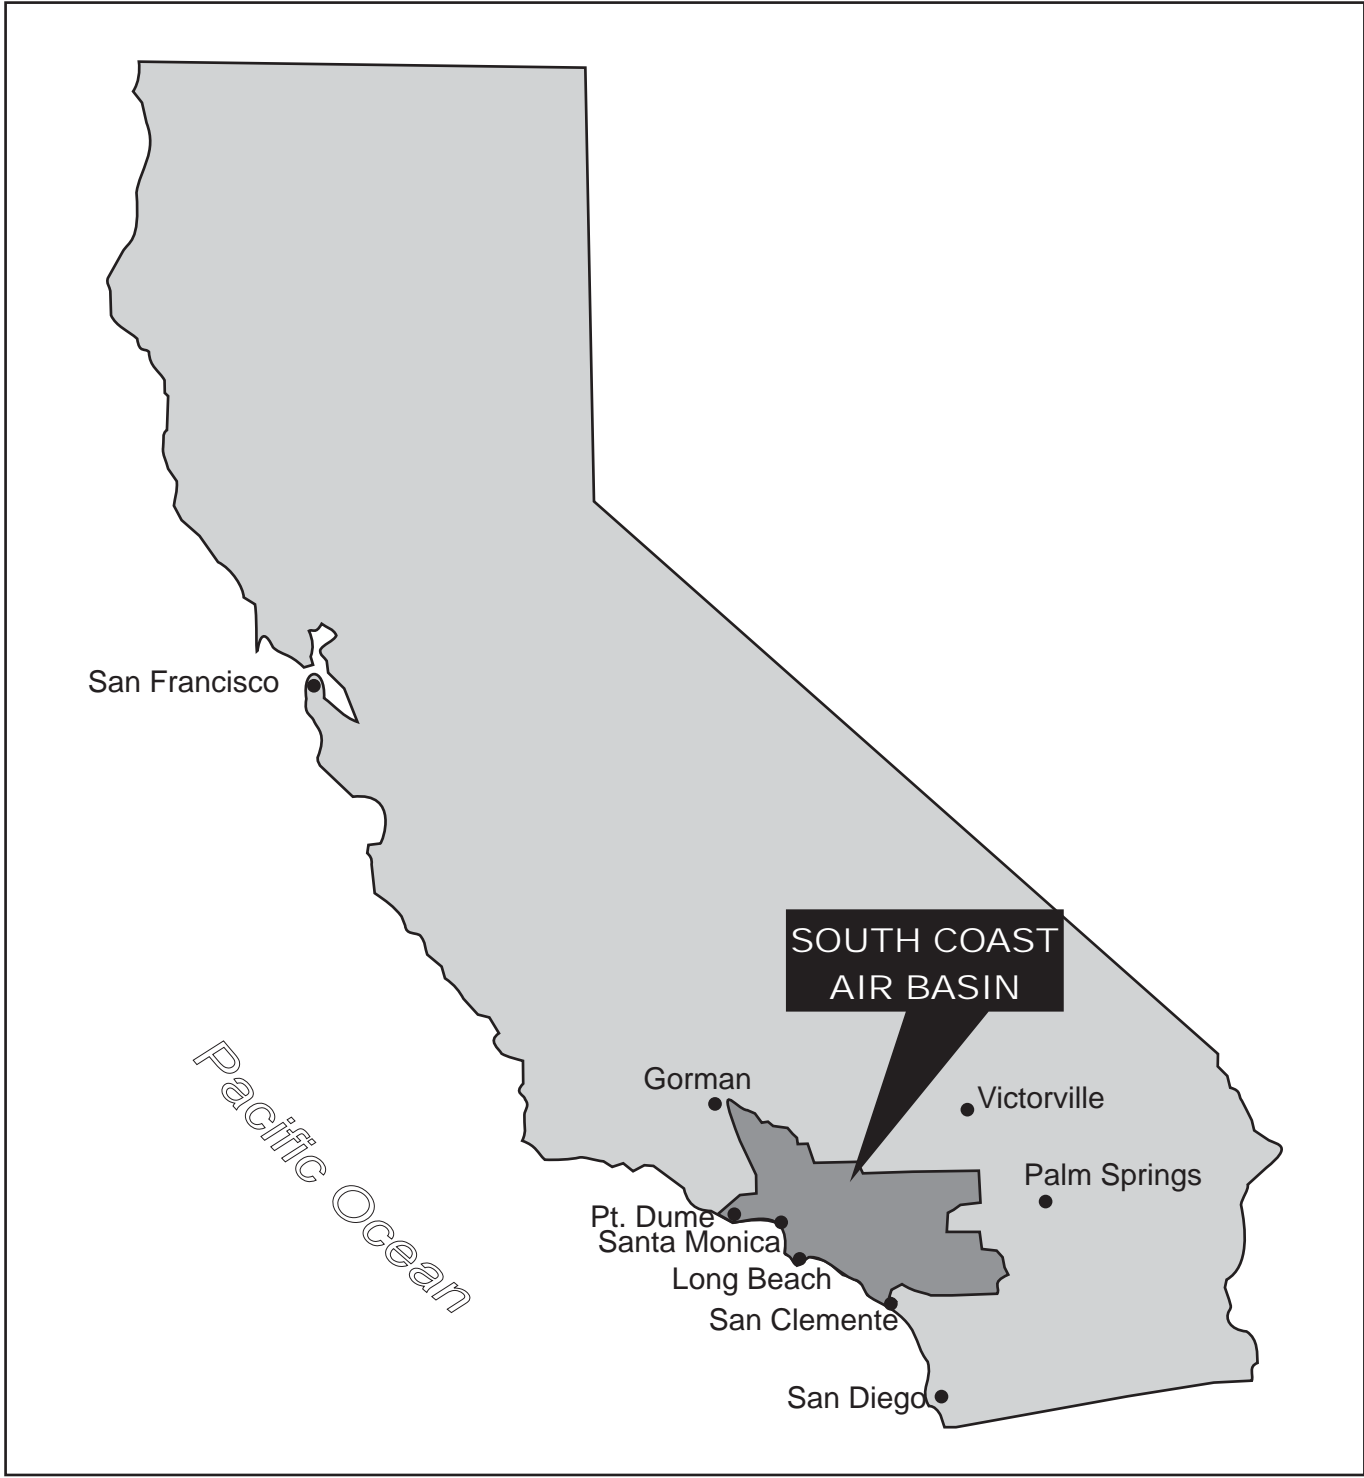 San Francisco
SOUTH COAST
AIR BASIN
Pacific Ocean
Gorman
Victorville
Palm Springs
Pt. Dume
Santa Monica
Long Beach
San Clemente
San Diego